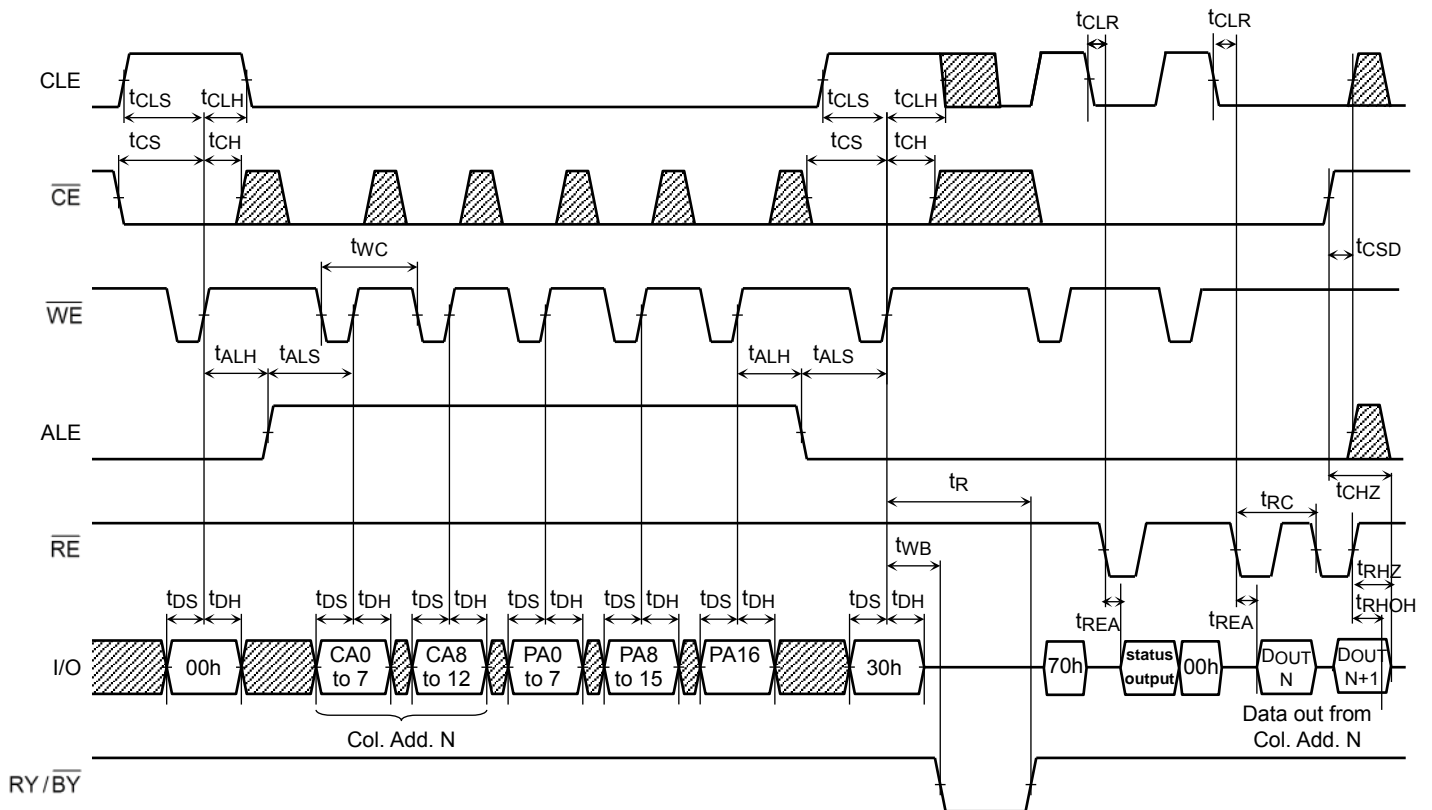 tCLR tCLR
CLE
tCLS tCLH tCLS tCLH
tCS tCH tCS tCH
CE
tWC tCSD
WE
tALH tALS tALH tALS
ALE
tR tCHZ
tRC
RE
tWB tRHZ
tDS tDH tDS tDH tDS tDH tDS tDH tDS tDH tDS tDH tDS tDH tRHOH
tREA tREA
I/O 00h CA0 to 7 CA8 to 12 PA0 to 7 PA8 to 15 PA16 30h 70h status output 00h DOUT N DOUT N+1
Data out from
Col. Add. N Col. Add. N
RY/BY